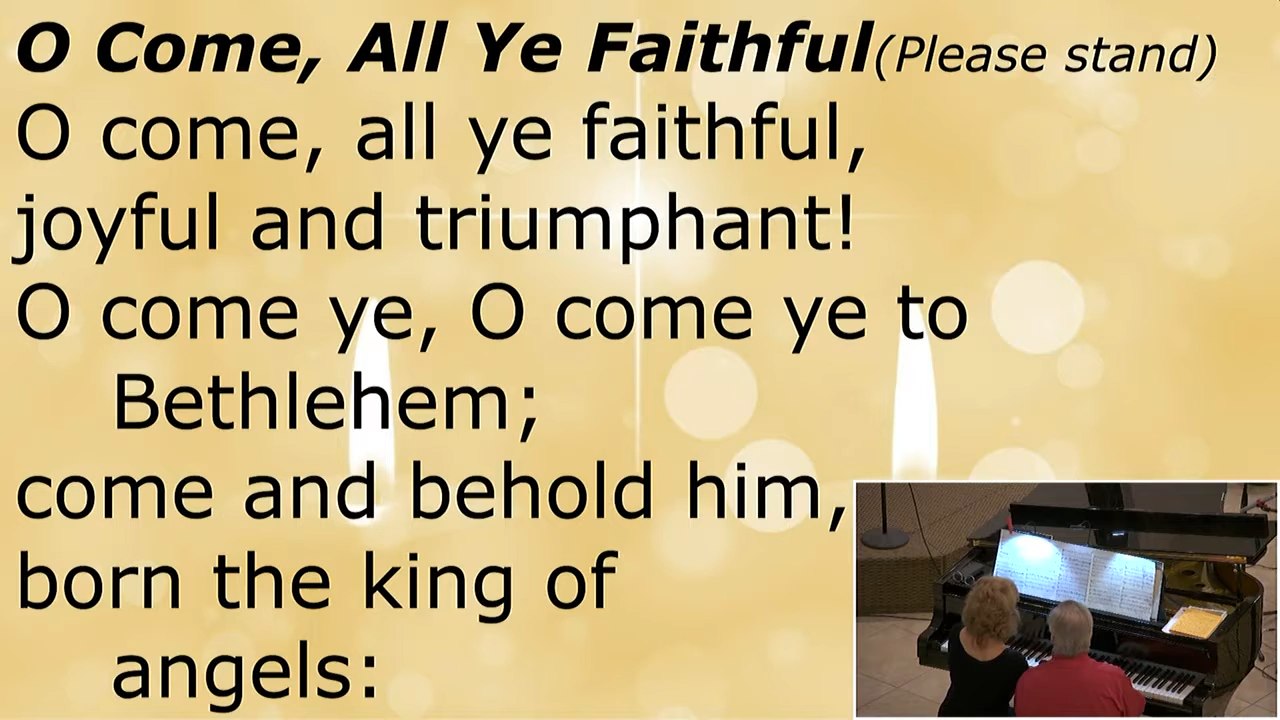 O Come, All Ye Faithful(Please stand)
O come, all ye faithful,
joyful and triumphant!
O come ye, O come ye to
Bethlehem;
come and behold him,
born the king of
angels: